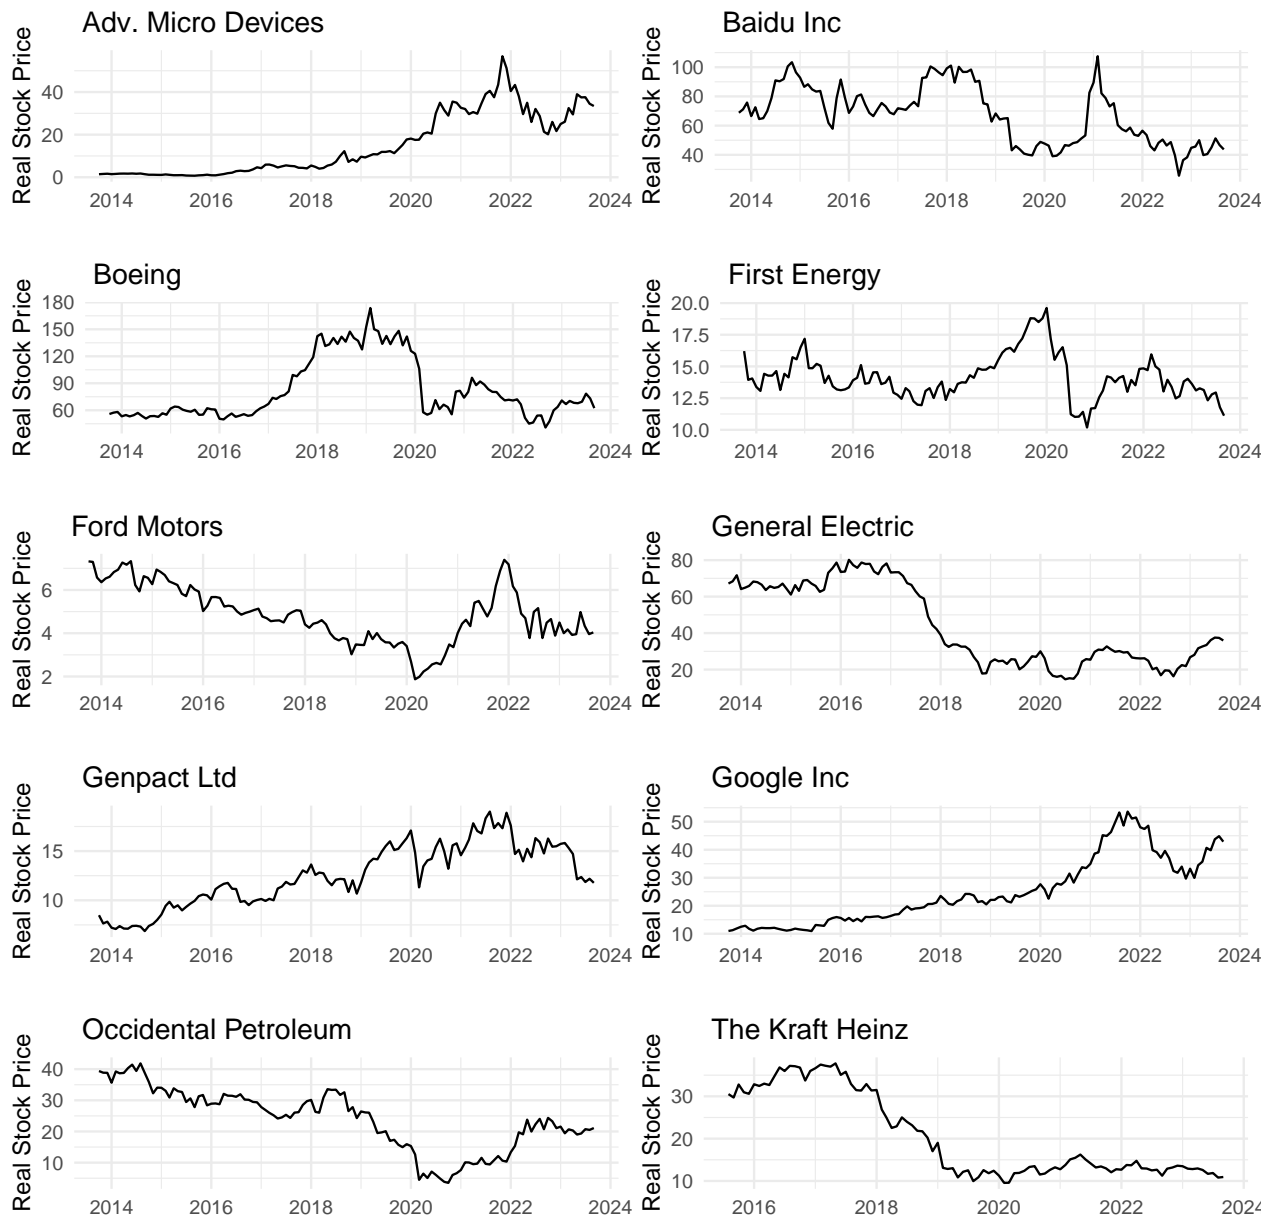 Adv. Micro Devices
Real Stock Price
40
20
0
2014 2016 2018 2020 2022 2024
Baidu Inc
Real Stock Price
100
80
60
40
2014 2016 2018 2020 2022 2024
Boeing
Real Stock Price
180
150
120
90
60
2014 2016 2018 2020 2022 2024
First Energy
Real Stock Price
20.0
17.5
15.0
12.5
10.0
2014 2016 2018 2020 2022 2024
Ford Motors
Real Stock Price
6
4
2
2014 2016 2018 2020 2022 2024
General Electric
Real Stock Price
80
60
40
20
2014 2016 2018 2020 2022 2024
Genpact Ltd
Real Stock Price
15
10
2014 2016 2018 2020 2022 2024
Google Inc
Real Stock Price
50
40
30
20
10
2014 2016 2018 2020 2022 2024
Occidental Petroleum
Real Stock Price
40
30
20
10
2014 2016 2018 2020 2022 2024
The Kraft Heinz
Real Stock Price
30
20
10
2016 2018 2020 2022 2024